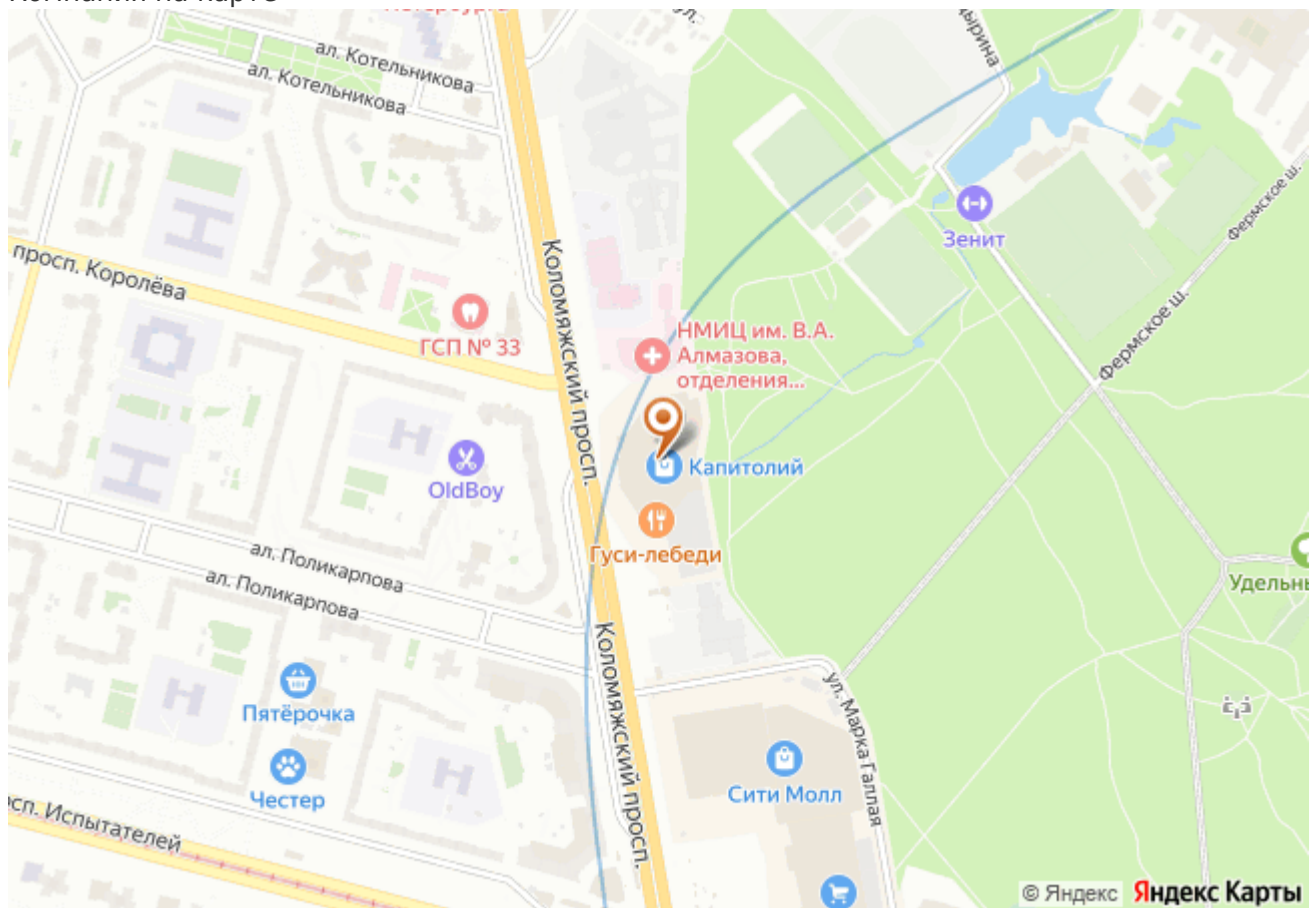 ал. Котельникова
ал. Котельникова
ул.
Зенит
Фермское ш.
просп. Королёва
Коломяжский просп.
Фермское ш.
ГСП № 33
НМИЦ им. В.А.
Алмазова,
отделения...
OldBoy
Капитолий
Гуси-лебеди
ал. Поликарпова
ал. Поликарпова
Коломяжский просп.
ул. Марка Галлая
Пятёрочка
Честер
Сити Молл
Испытателей
© Яндекс Яндекс Карты